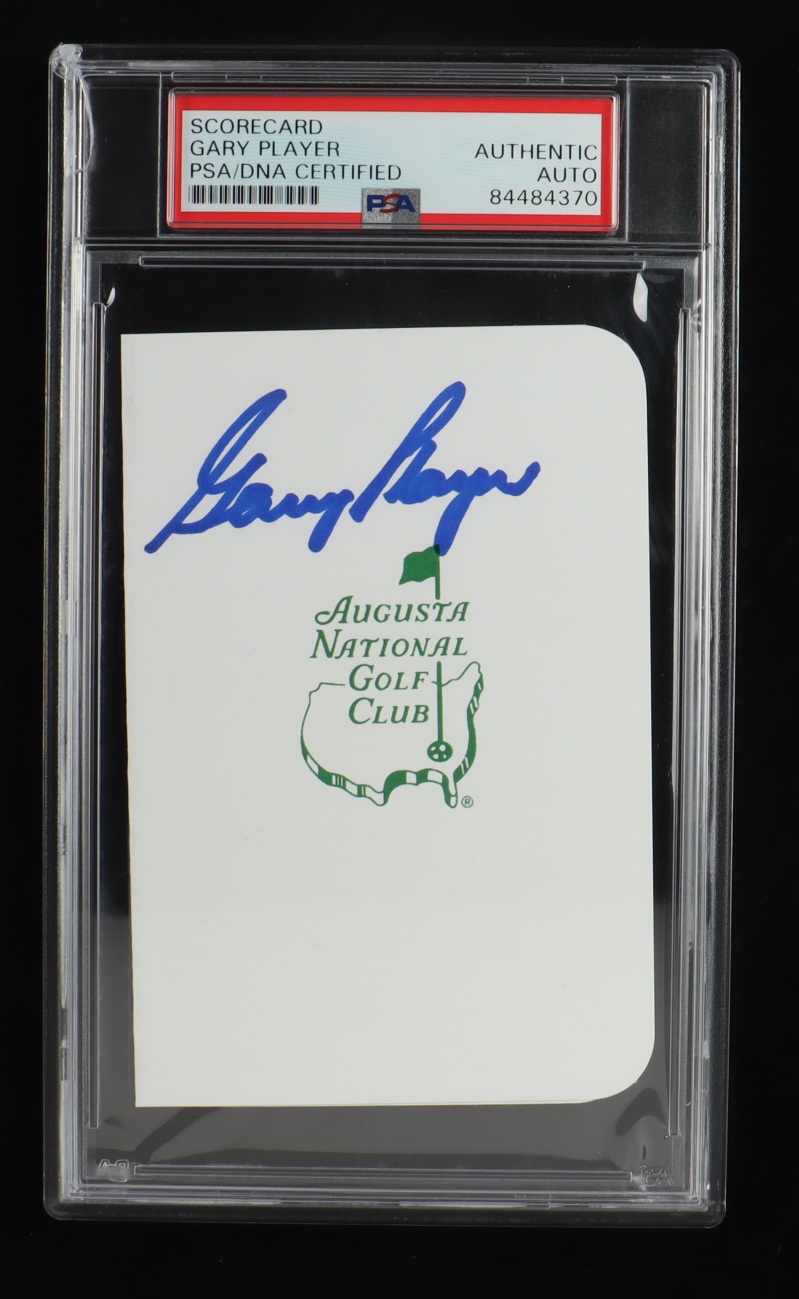 SCORECARD
GARY PLAYER
PSA/DNA CERTIFIED
AUTHENTIC
AUTO
84484370
PSA
Gary Player
AUGUSTA
NATIONAL
GOLF
CLUB
®